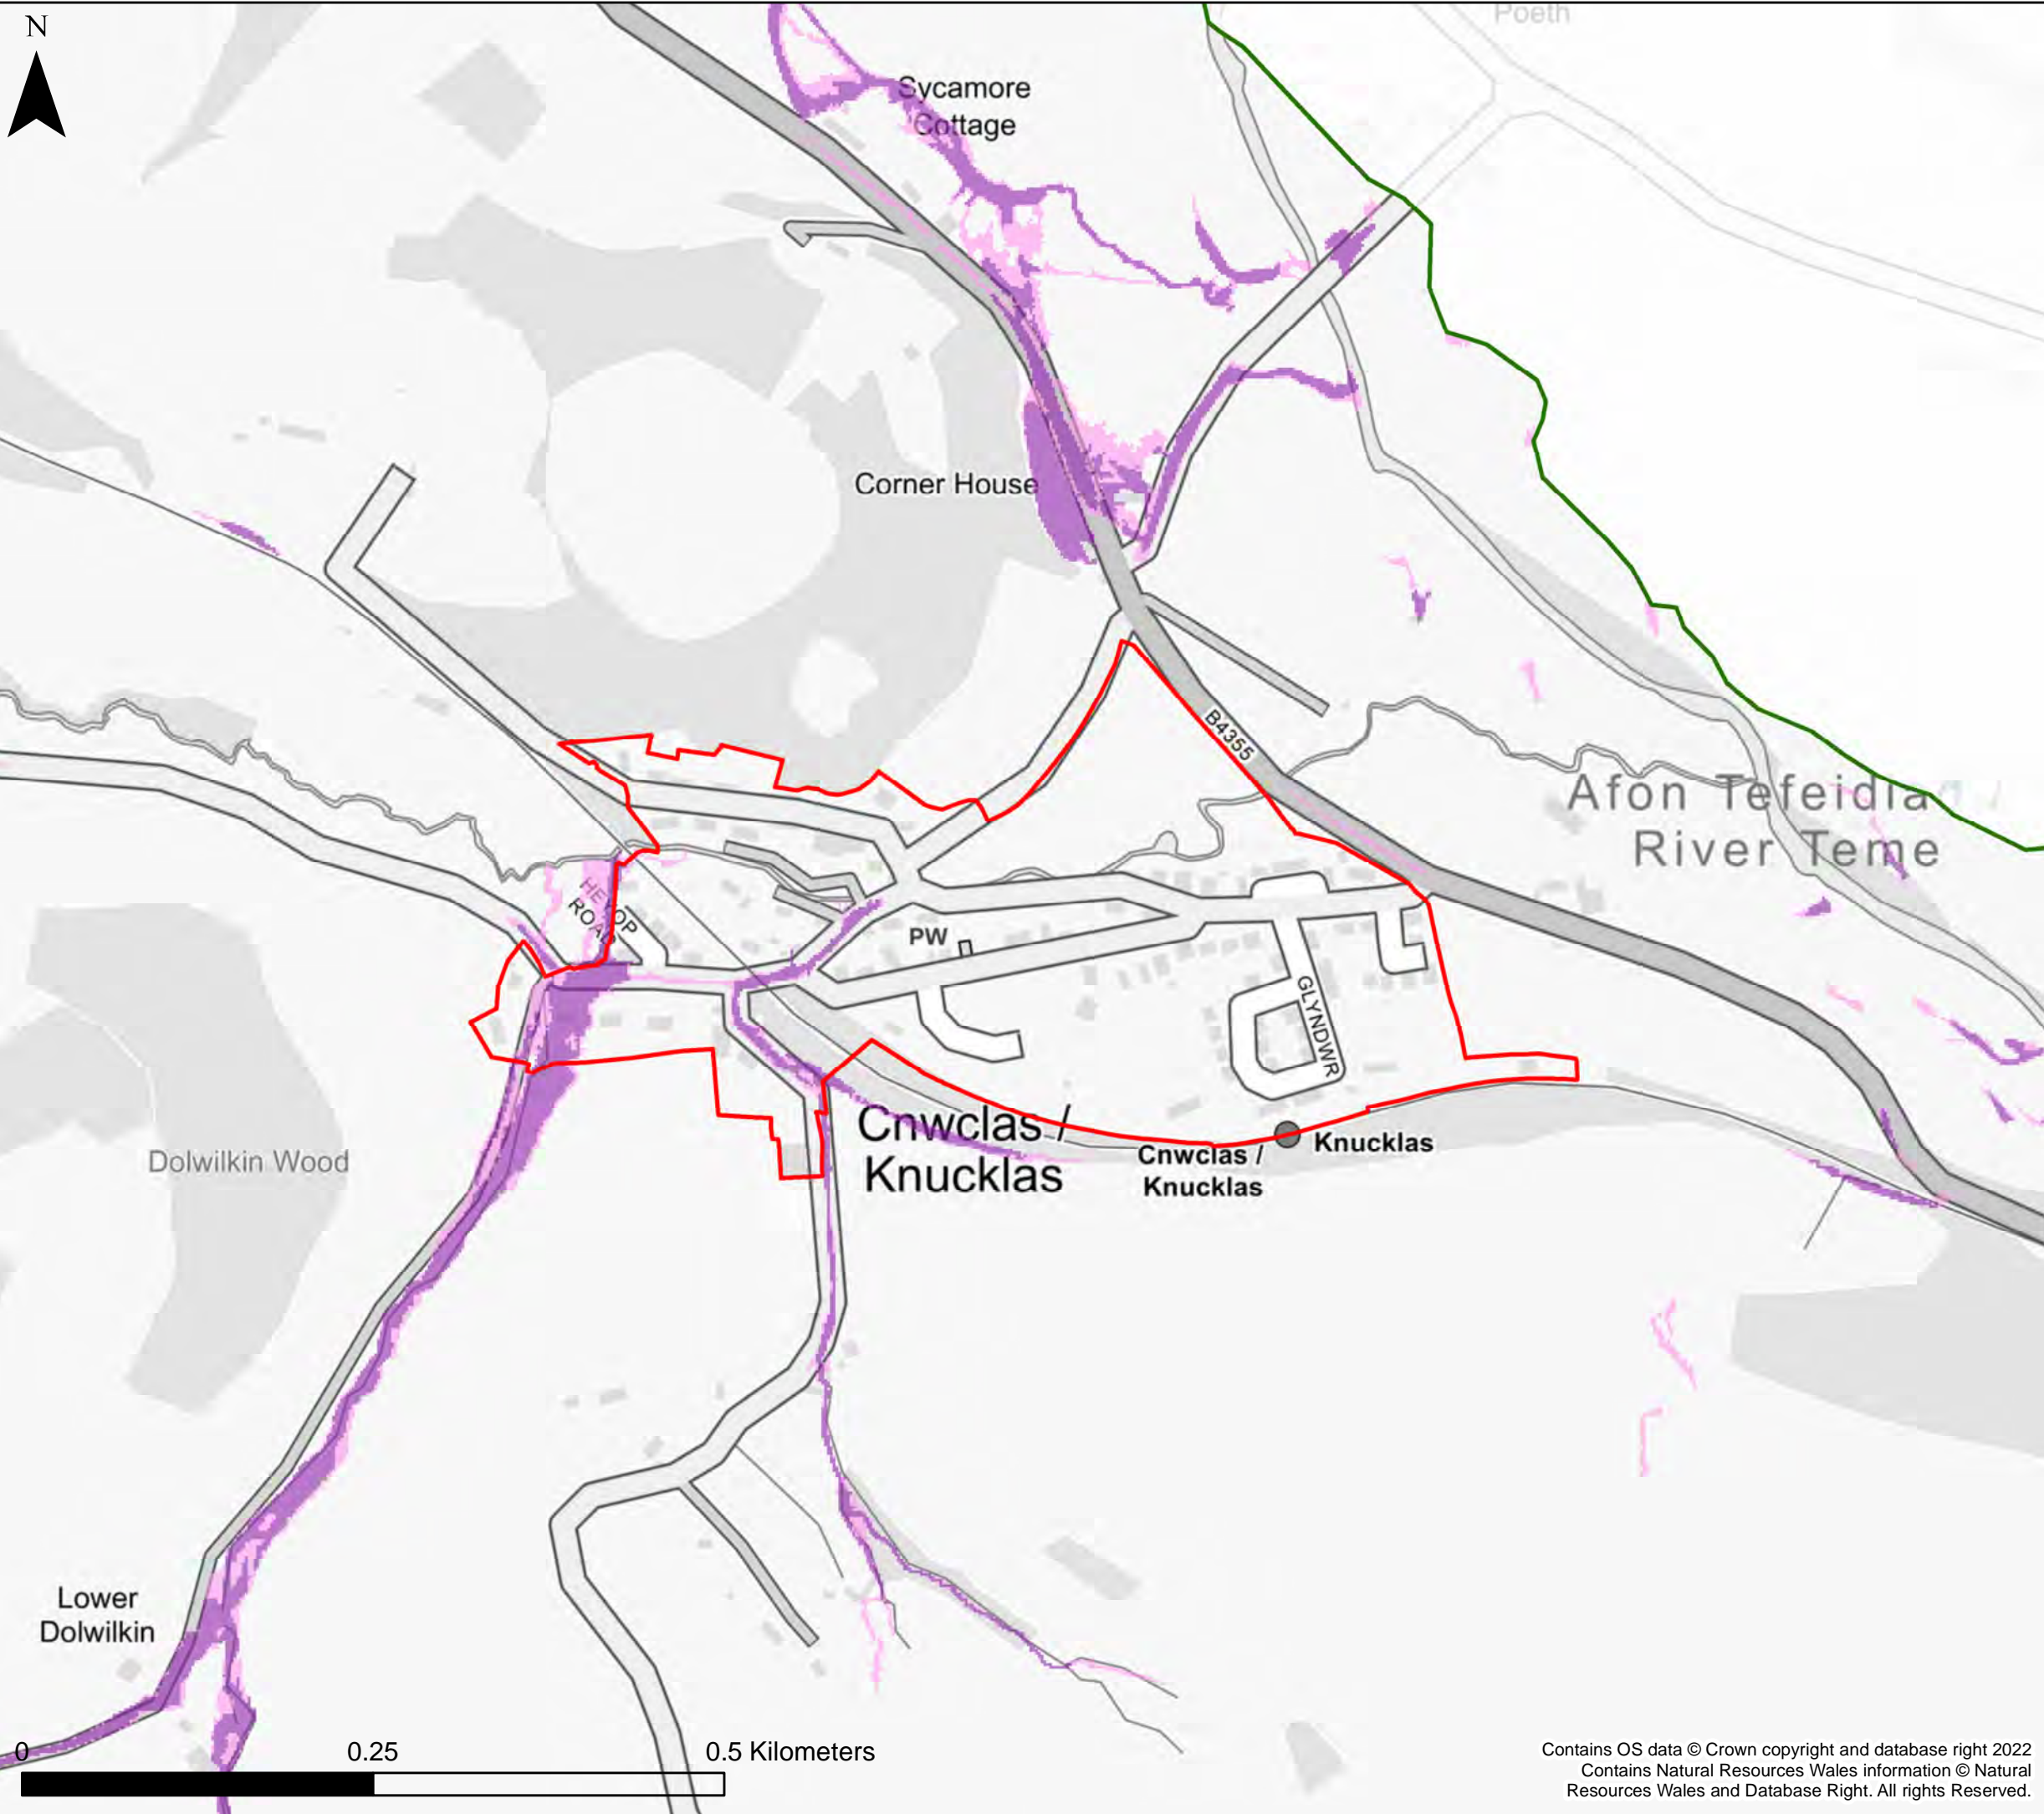 N
Poeth
Sycamore
Cottage
Corner House
B4355
Afon Tefeidiad /
River Teme
HEYOP
ROAD
PW
GLYNDWR
Cnwclas /
Knucklas
Cnwclas /
Knucklas
Knucklas
Dolwilkin Wood
Lower
Dolwilkin
0
0.25
0.5 Kilometers
Contains OS data © Crown copyright and database right 2022
Contains Natural Resources Wales information © Natural
Resources Wales and Database Right. All rights Reserved.